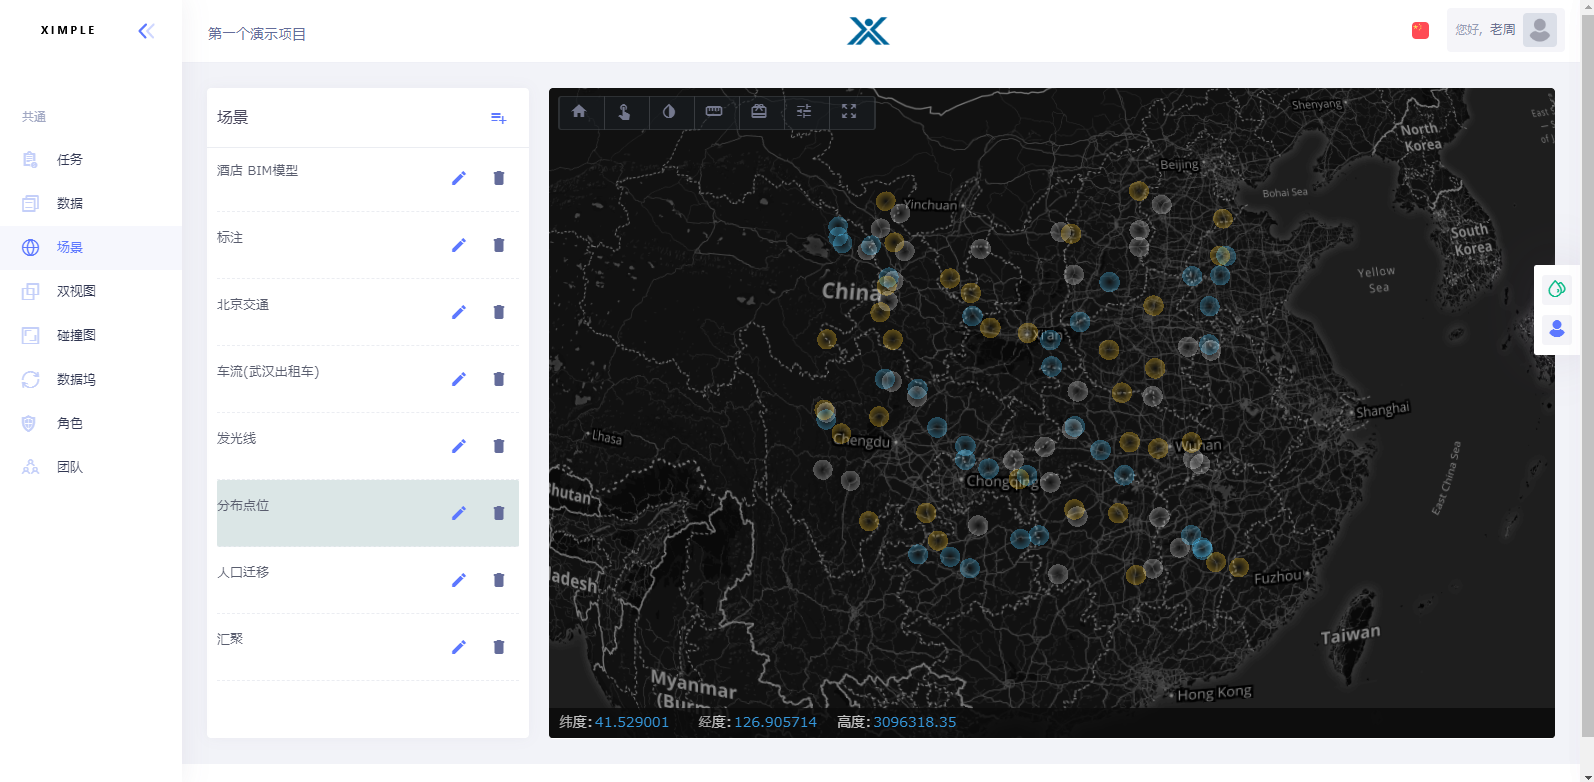 XIMPLE
第一个演示项目
您好, 老周
共通
任务
数据
场景
双视图
碰撞图
数据坞
角色
团队
场景
酒店 BIM模型
标注
北京交通
车流(武汉出租车)
发光线
分布点位
人口迁移
汇聚
Shenyang
North
Korea
Beijing
Bohai Sea
Yinchuan
South
Korea
Yellow
Sea
China
Xi'an
Shanghai
Lhasa
Chengdu
Wuhan
Chongqing
East China Sea
Bhutan
Fuzhou
Taiwan
Myanmar
Hong Kong
纬度:41.529001 经度:126.905714 高度:3096318.35